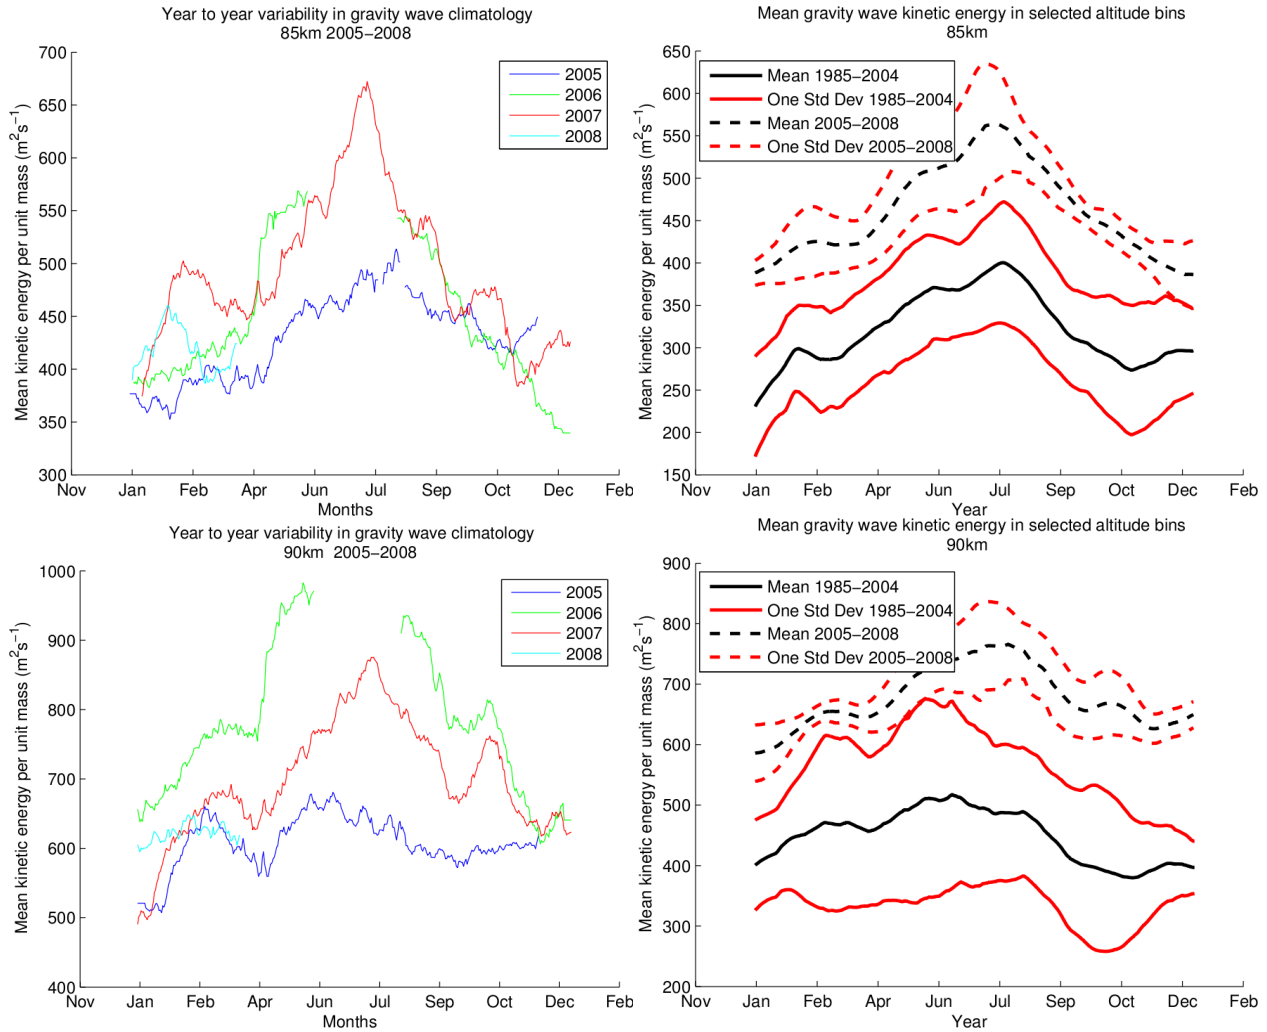 Year to year variability in gravity wave climatology
85km 2005−2008
Mean kinetic energy per unit mass (m²s⁻¹)
700
650
600
550
500
450
400
350
300
2005
2006
2007
2008
Nov Jan Feb Apr Jun Jul Sep Oct Dec Feb
Months
Mean gravity wave kinetic energy in selected altitude bins
85km
Mean kinetic energy per unit mass (m²s⁻¹)
650
600
550
500
450
400
350
300
250
200
150
Mean 1985−2004
One Std Dev 1985−2004
Mean 2005−2008
One Std Dev 2005−2008
Nov Jan Feb Apr Jun Jul Sep Oct Dec Feb
Year
Year to year variability in gravity wave climatology
90km 2005−2008
Mean kinetic energy per unit mass (m²s⁻¹)
1000
900
800
700
600
500
400
2005
2006
2007
2008
Nov Jan Feb Apr Jun Jul Sep Oct Dec
Months
Mean gravity wave kinetic energy in selected altitude bins
90km
Mean kinetic energy per unit mass (m²s⁻¹)
900
800
700
600
500
400
300
200
Mean 1985−2004
One Std Dev 1985−2004
Mean 2005−2008
One Std Dev 2005−2008
Nov Jan Feb Apr Jun Jul Sep Oct Dec Feb
Year